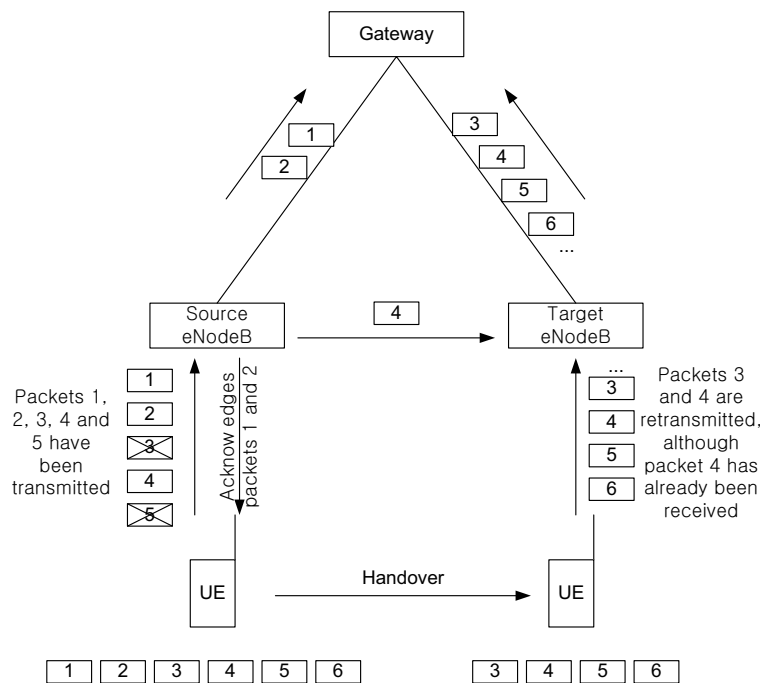 Gateway
1
2
3
4
5
6
...
Source
eNodeB
4
Target
eNodeB
Packets 1,
2, 3, 4 and
5 have
been
transmitted
1
2
3
4
5
Acknow edges
packets 1 and 2
...
3
4
5
6
Packets 3
and 4 are
retransmitted,
although
packet 4 has
already been
received
UE
Handover
UE
1 2 3 4 5 6
3 4 5 6